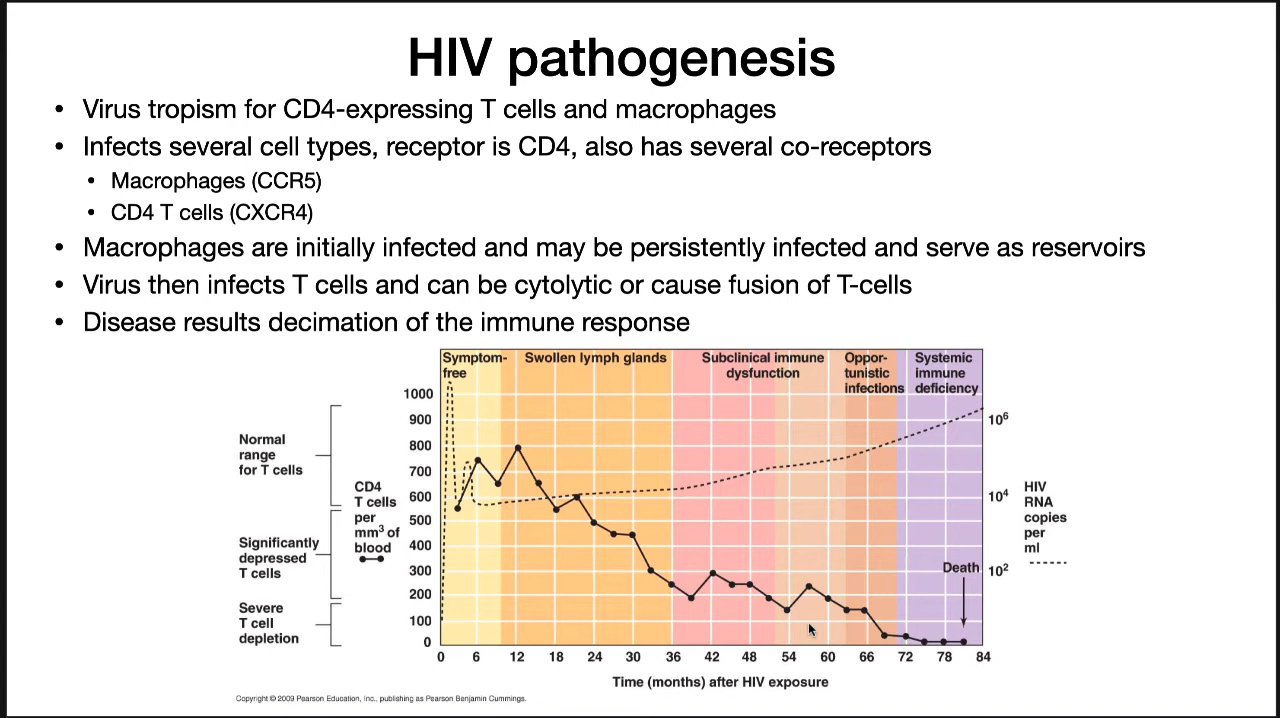 HIV pathogenesis
• Virus tropism for CD4-expressing T cells and macrophages
• Infects several cell types, receptor is CD4, also has several co-receptors
• Macrophages (CCR5)
• CD4 T cells (CXCR4)
• Macrophages are initially infected and may be persistently infected and serve as reservoirs
• Virus then infects T cells and can be cytolytic or cause fusion of T-cells
• Disease results decimation of the immune response
Symptom-
free
Swollen lymph glands
Subclinical immune
dysfunction
Oppor-
tunistic
infections
Systemic
immune
deficiency
Normal
range
for T cells
Significantly
depressed
T cells
Severe
T cell
depletion
CD4
T cells
per
mm³ of
blood
1000
900
800
700
600
500
400
300
200
100
0
10⁶
10⁴
10²
HIV
RNA
copies
per
ml
Death
0 6 12 18 24 30 36 42 48 54 60 66 72 78 84
Time (months) after HIV exposure
Copyright © 2009 Pearson Education, Inc., publishing as Pearson Benjamin Cummings.